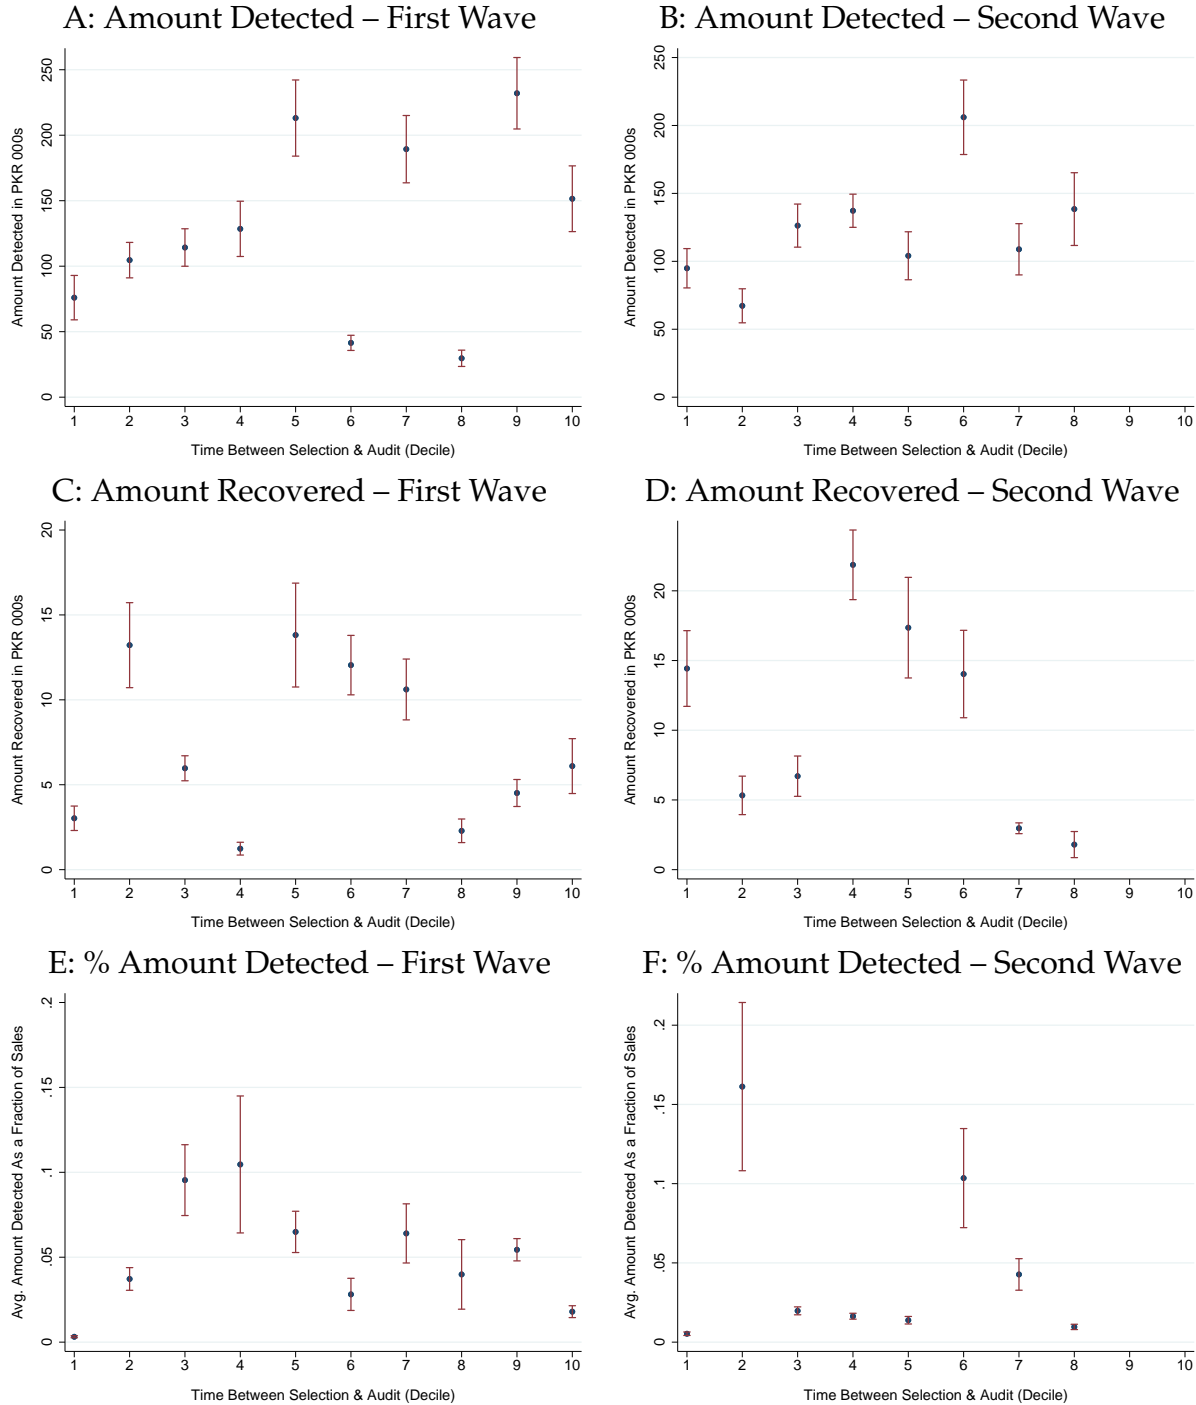 A: Amount Detected – First Wave
Amount Detected in PKR 000s
250
200
150
100
50
0
1 2 3 4 5 6 7 8 9 10
Time Between Selection & Audit (Decile)
B: Amount Detected – Second Wave
Amount Detected in PKR 000s
250
200
150
100
50
0
1 2 3 4 5 6 7 8 9 10
Time Between Selection & Audit (Decile)
C: Amount Recovered – First Wave
Amount Recovered in PKR 000s
20
15
10
5
0
1 2 3 4 5 6 7 8 9 10
Time Between Selection & Audit (Decile)
D: Amount Recovered – Second Wave
Amount Recovered in PKR 000s
20
15
10
5
0
1 2 3 4 5 6 7 8 9 10
Time Between Selection & Audit (Decile)
E: % Amount Detected – First Wave
Avg. Amount Detected As a Fraction of Sales
.2
.15
.1
.05
0
1 2 3 4 5 6 7 8 9 10
Time Between Selection & Audit (Decile)
F: % Amount Detected – Second Wave
Avg. Amount Detected As a Fraction of Sales
.2
.15
.1
.05
0
1 2 3 4 5 6 7 8 9 10
Time Between Selection & Audit (Decile)